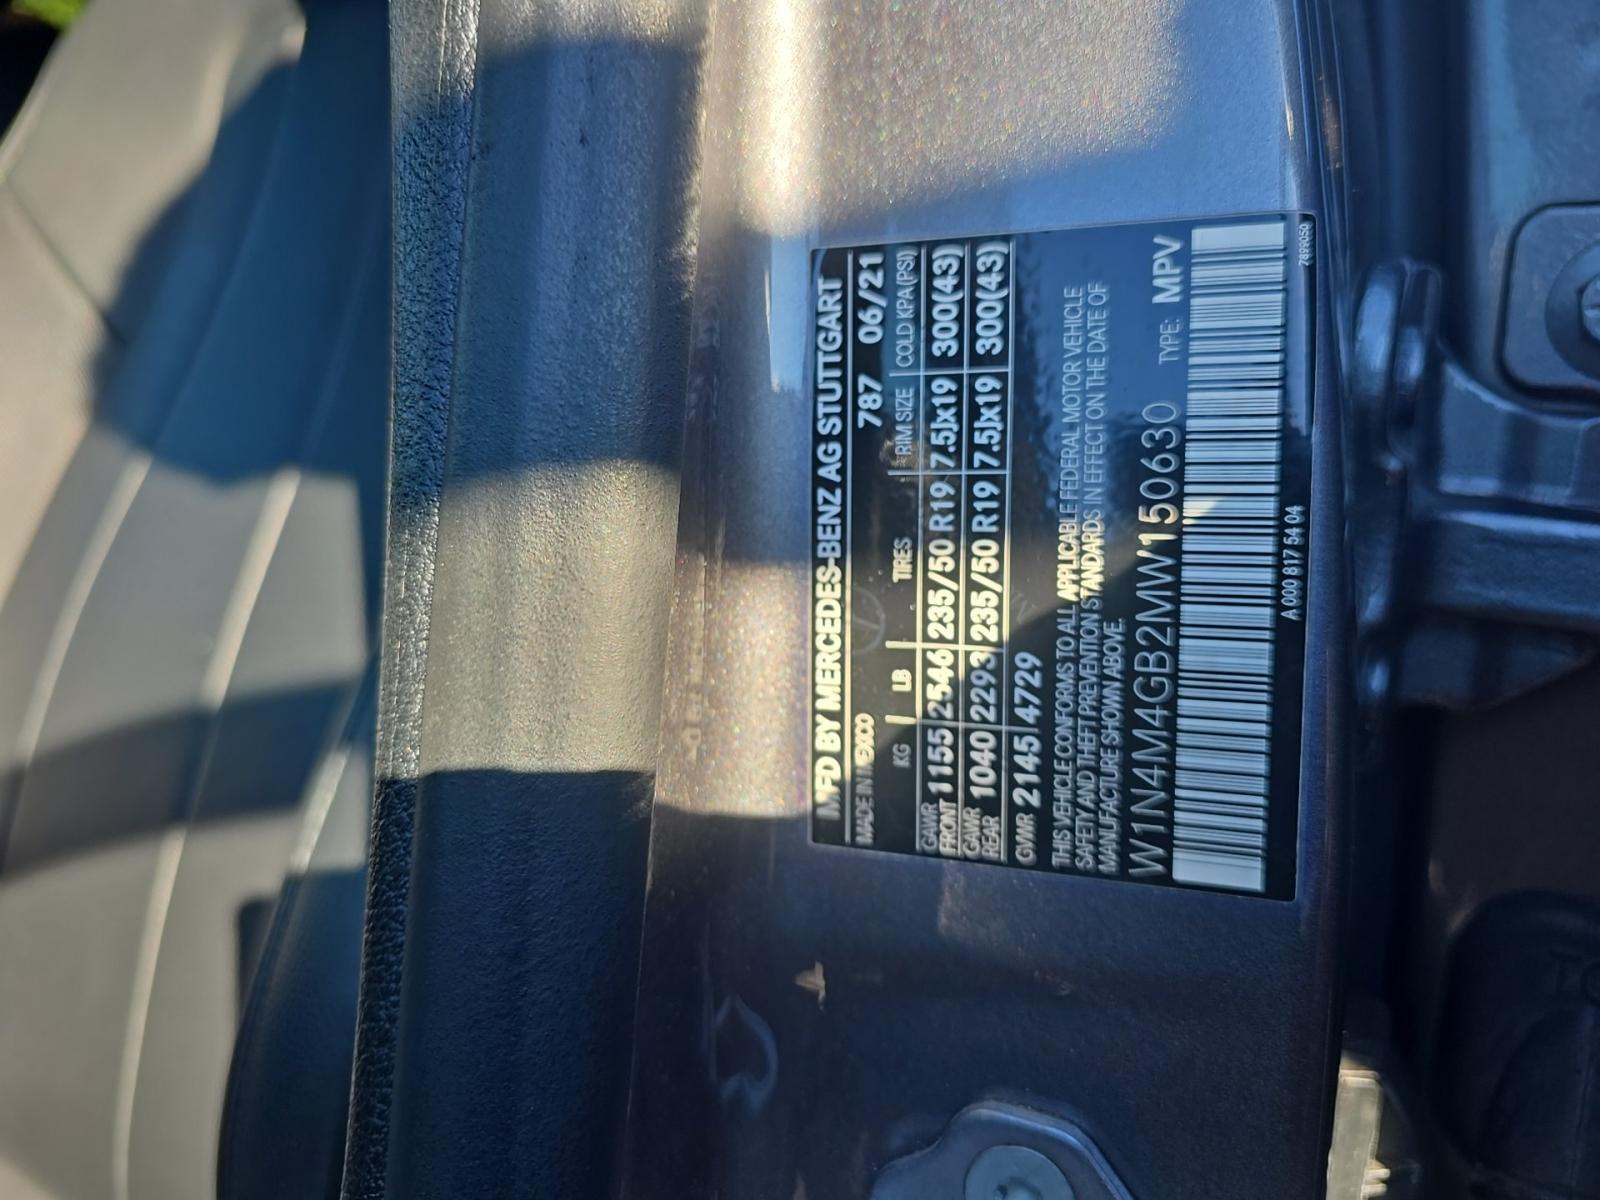 MFD BY MERCEDES-BENZ AG STUTTGART
MADE IN MEXICO 787 06/21
KG LB TIRES RIM SIZE COLD KPA(PSI)
GAWR FRONT 1155 2546 235/50 R19 7.5Jx19 300(43)
GAWR REAR 1040 2293 235/50 R19 7.5Jx19 300(43)
GVWR 2145 4729
THIS VEHICLE CONFORMS TO ALL APPLICABLE FEDERAL MOTOR VEHICLE
SAFETY AND THEFT PREVENTION STANDARDS IN EFFECT ON THE DATE OF
MANUFACTURE SHOWN ABOVE.
W1N4M4GB2MW150630 TYPE: MPV
A 000 817 54 04
7899050